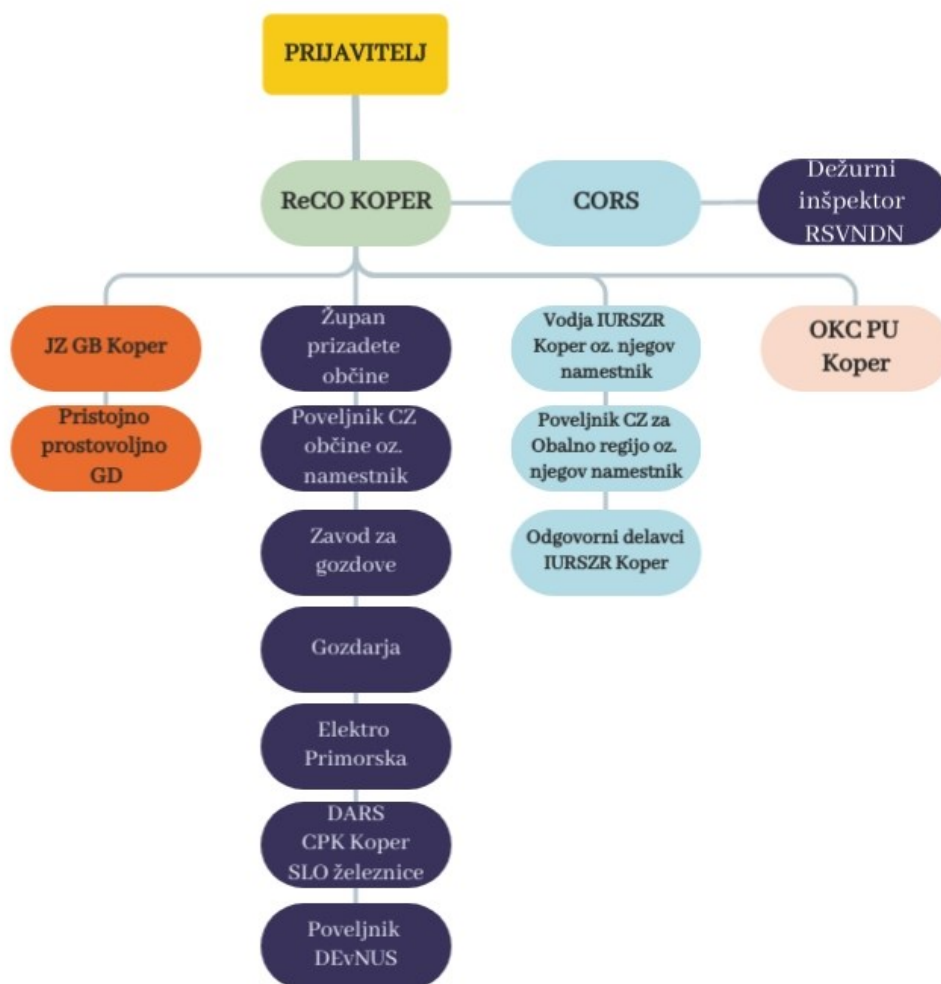 PRIJAVITELJ
ReCO KOPER
CORS
Dežurni
inšpektor
RSVNDN
JZ GB Koper
Župan
prizadete
občine
Vodja IURSZR
Koper oz. njegov
namestnik
OKC PU
Koper
Pristojno
prostovoljno
GD
Poveljnik CZ
občine oz.
namestnik
Poveljnik CZ za
Obalno regijo oz.
njegov namestnik
Zavod za
gozdove
Odgovorni delavci
IURSZR Koper
Gozdarja
Elektro
Primorska
DARS
CPK Koper
SLO železnice
Poveljnik
DEvNUS